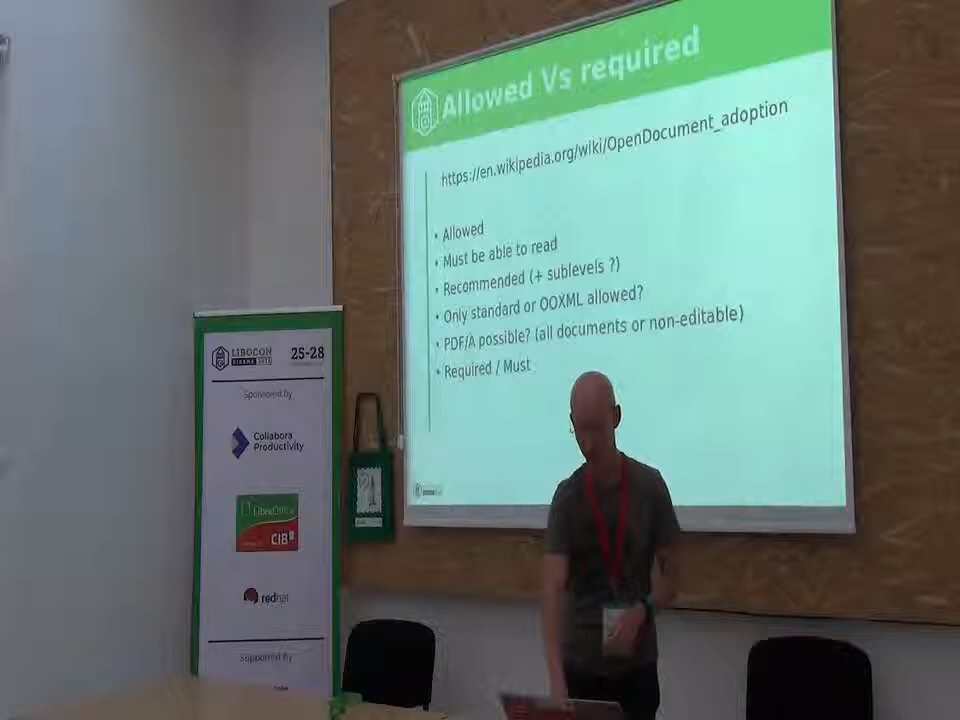 Allowed Vs required
https://en.wikipedia.org/wiki/OpenDocument_adoption
• Allowed
• Must be able to read
• Recommended (+ sublevels ?)
• Only standard or OOXML allowed?
• PDF/A possible? (all documents or non-editable)
• Required / Must
LIBOCON
25-28
Sponsored by
Collabora
Productivity
LibreOffice
CIB
redhat
Supported by